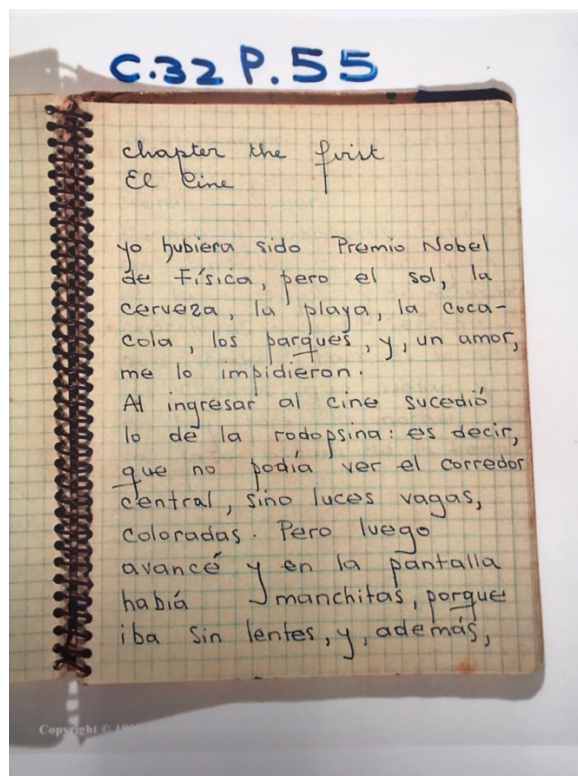 C.32 P.55
chapter the first
El Cine
yo hubiera sido Premio Nobel
de Física, pero el sol, la
cerveza, la playa, la coca-
cola, los parques, y, un amor,
me lo impidieron.
Al ingresar al cine sucedió
lo de la rodopsina: es decir,
que no podía ver el corredor
central, sino luces vagas,
coloradas. Pero luego
avancé y en la pantalla
había manchitas, porque
iba sin lentes, y, además,
Copyright ©